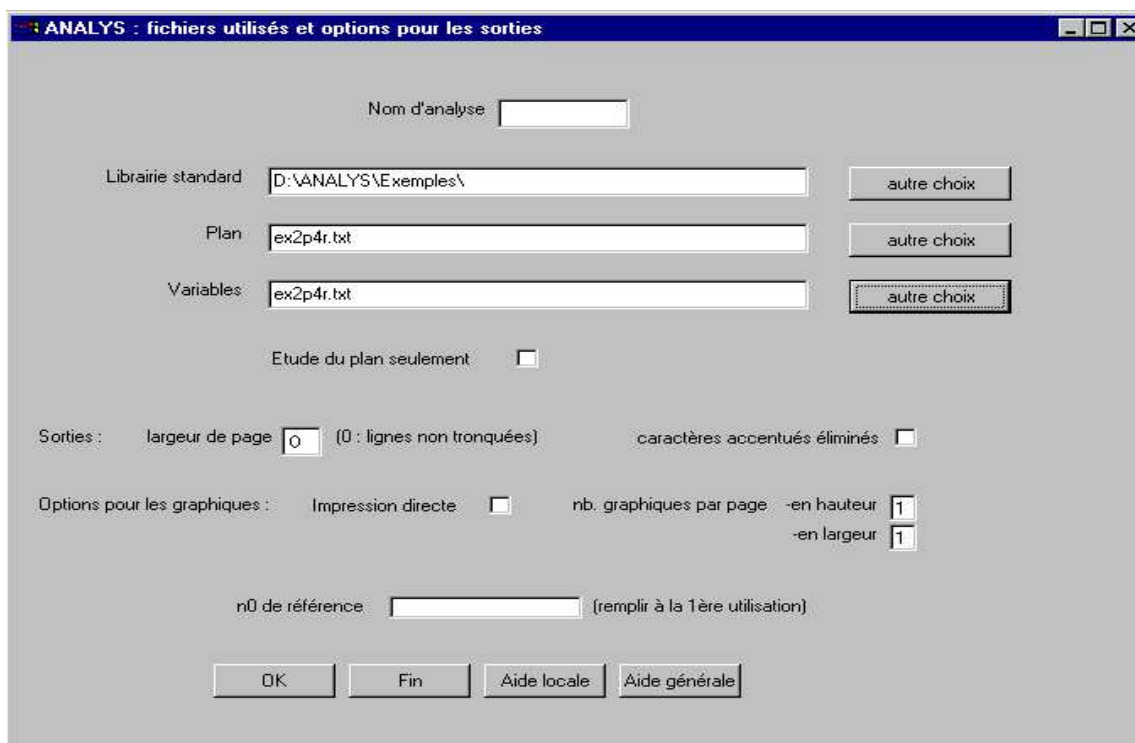 ANALYS : fichiers utilisés et options pour les sorties
Nom d'analyse
Librairie standard D:\ANALYS\Exemples\ autre choix
Plan ex2p4r.txt autre choix
Variables ex2p4r.txt autre choix
Etude du plan seulement
Sorties : largeur de page 0 (0 : lignes non tronquées) caractères accentués éliminés
Options pour les graphiques : Impression directe nb. graphiques par page -en hauteur 1
-en largeur 1
n0 de référence (remplir à la 1ère utilisation)
OK Fin Aide locale Aide générale